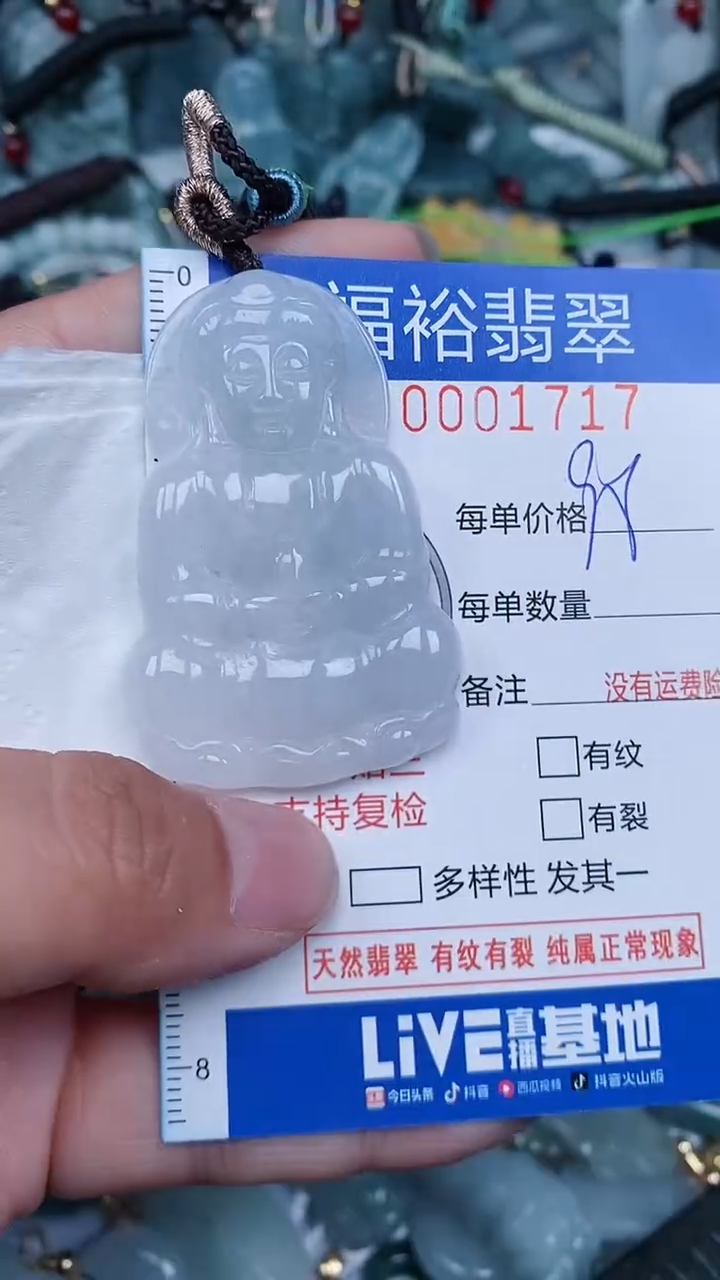 0
福裕翡翠
0001717
每单价格
每单数量
备注 没有运费险
有纹
支持复检
有裂
多样性 发其一
天然翡翠 有纹有裂 纯属正常现象
LiVE直播基地
8
今日头条 抖音 西瓜视频 抖音火山版